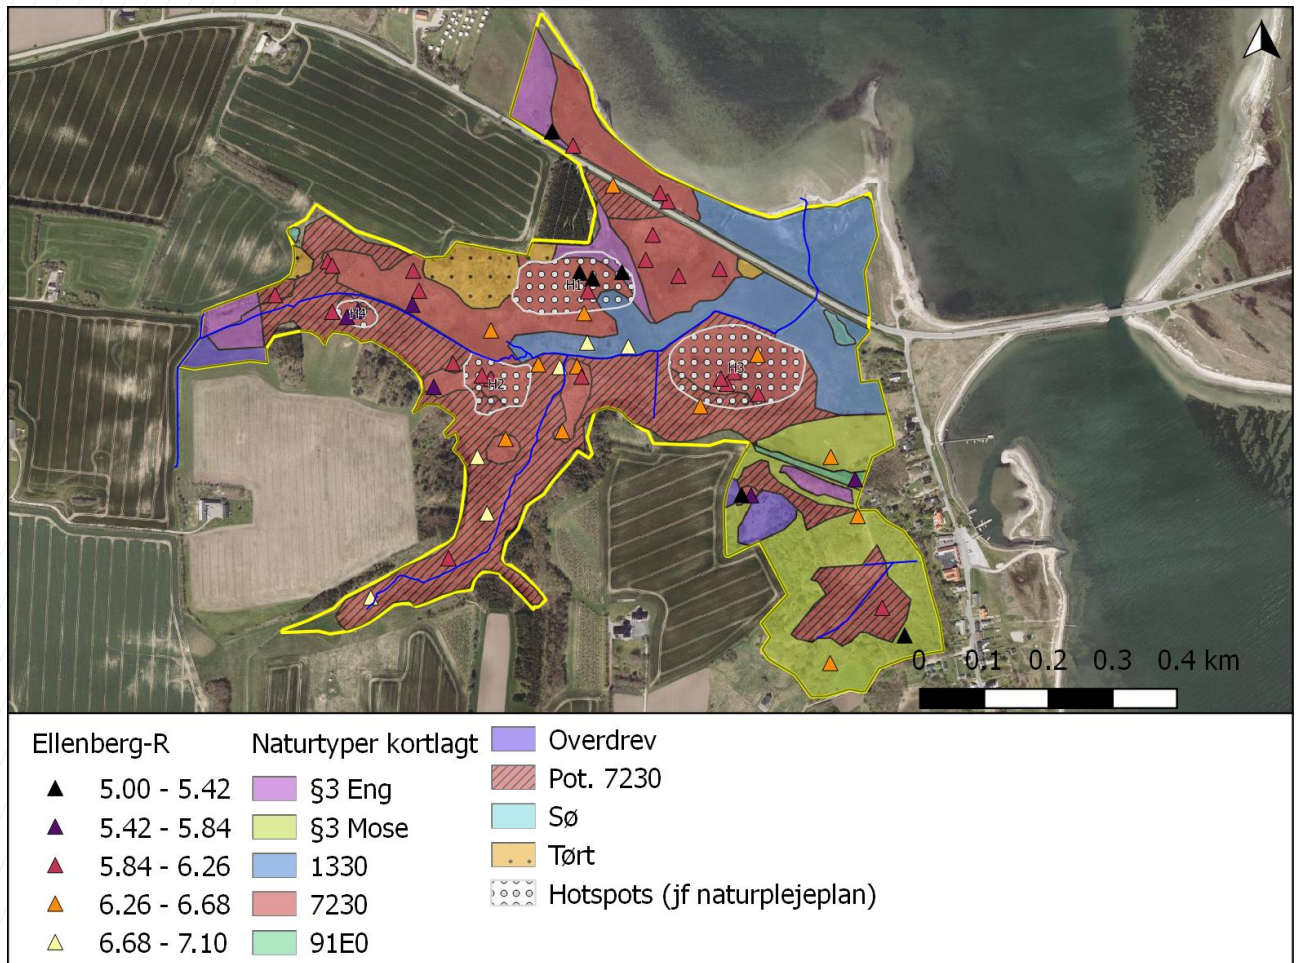 H1
H4
H3
H2
0 0.1 0.2 0.3 0.4 km
Ellenberg-R
5.00 - 5.42
5.42 - 5.84
5.84 - 6.26
6.26 - 6.68
6.68 - 7.10
Naturtyper kortlagt
§3 Eng
§3 Mose
1330
7230
91E0
Overdrev
Pot. 7230
Sø
Tørt
Hotspots (jf naturplejeplan)